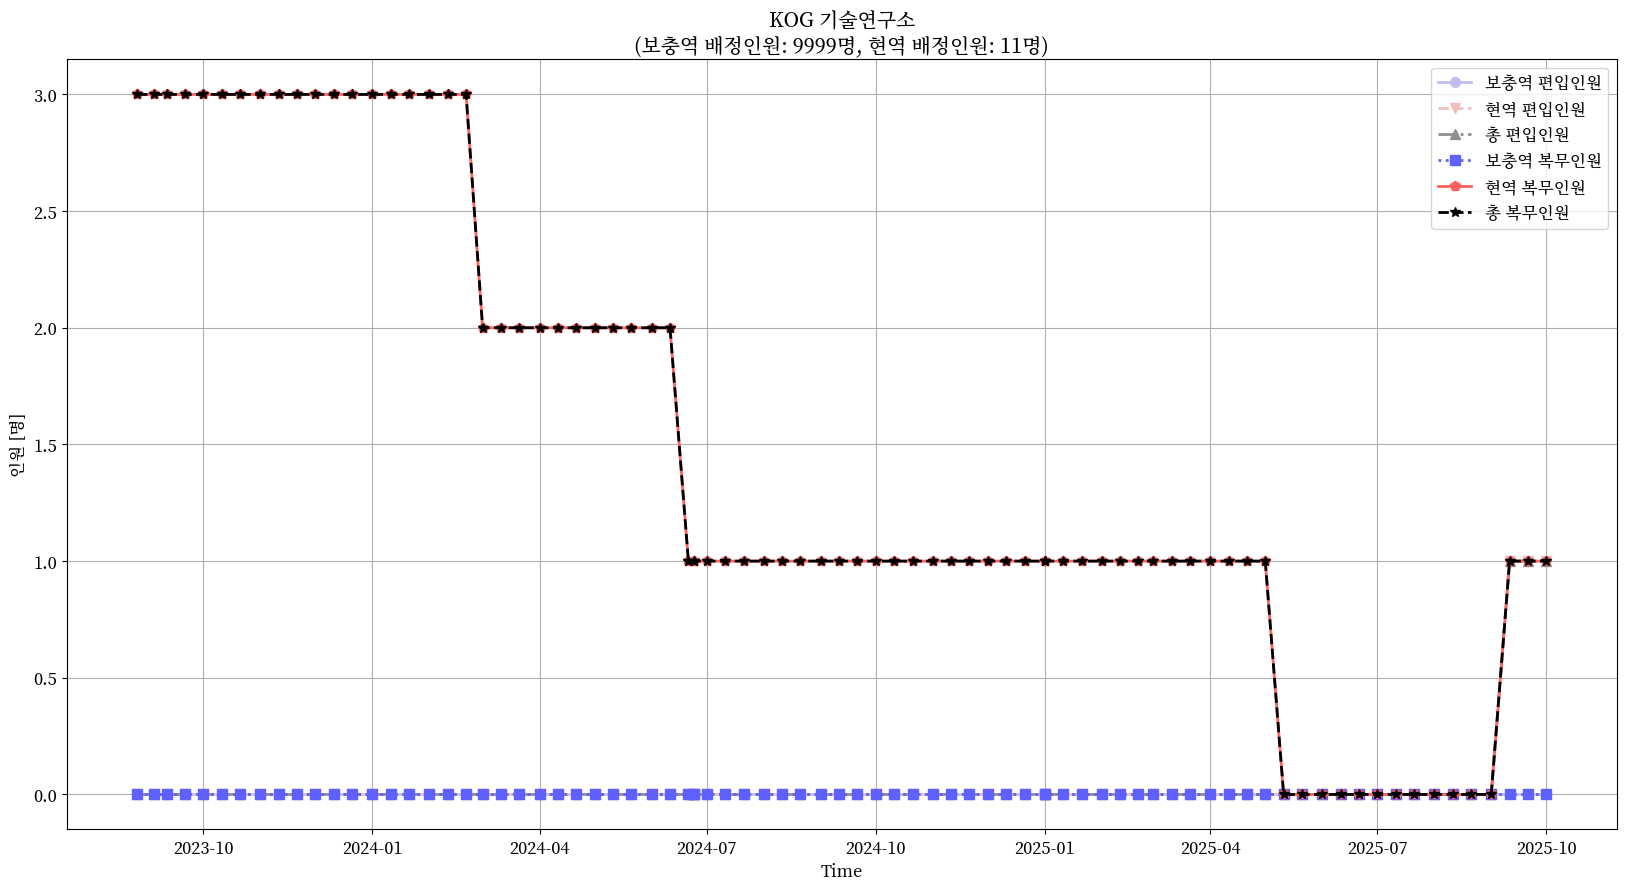 KOG 기술연구소
(보충역 배정인원: 9999명, 현역 배정인원: 11명)
보충역 편입인원
현역 편입인원
총 편입인원
보충역 복무인원
현역 복무인원
총 복무인원
인원 [명]
3.0
2.5
2.0
1.5
1.0
0.5
0.0
2023-10
2024-01
2024-04
2024-07
2024-10
2025-01
2025-04
2025-07
2025-10
Time